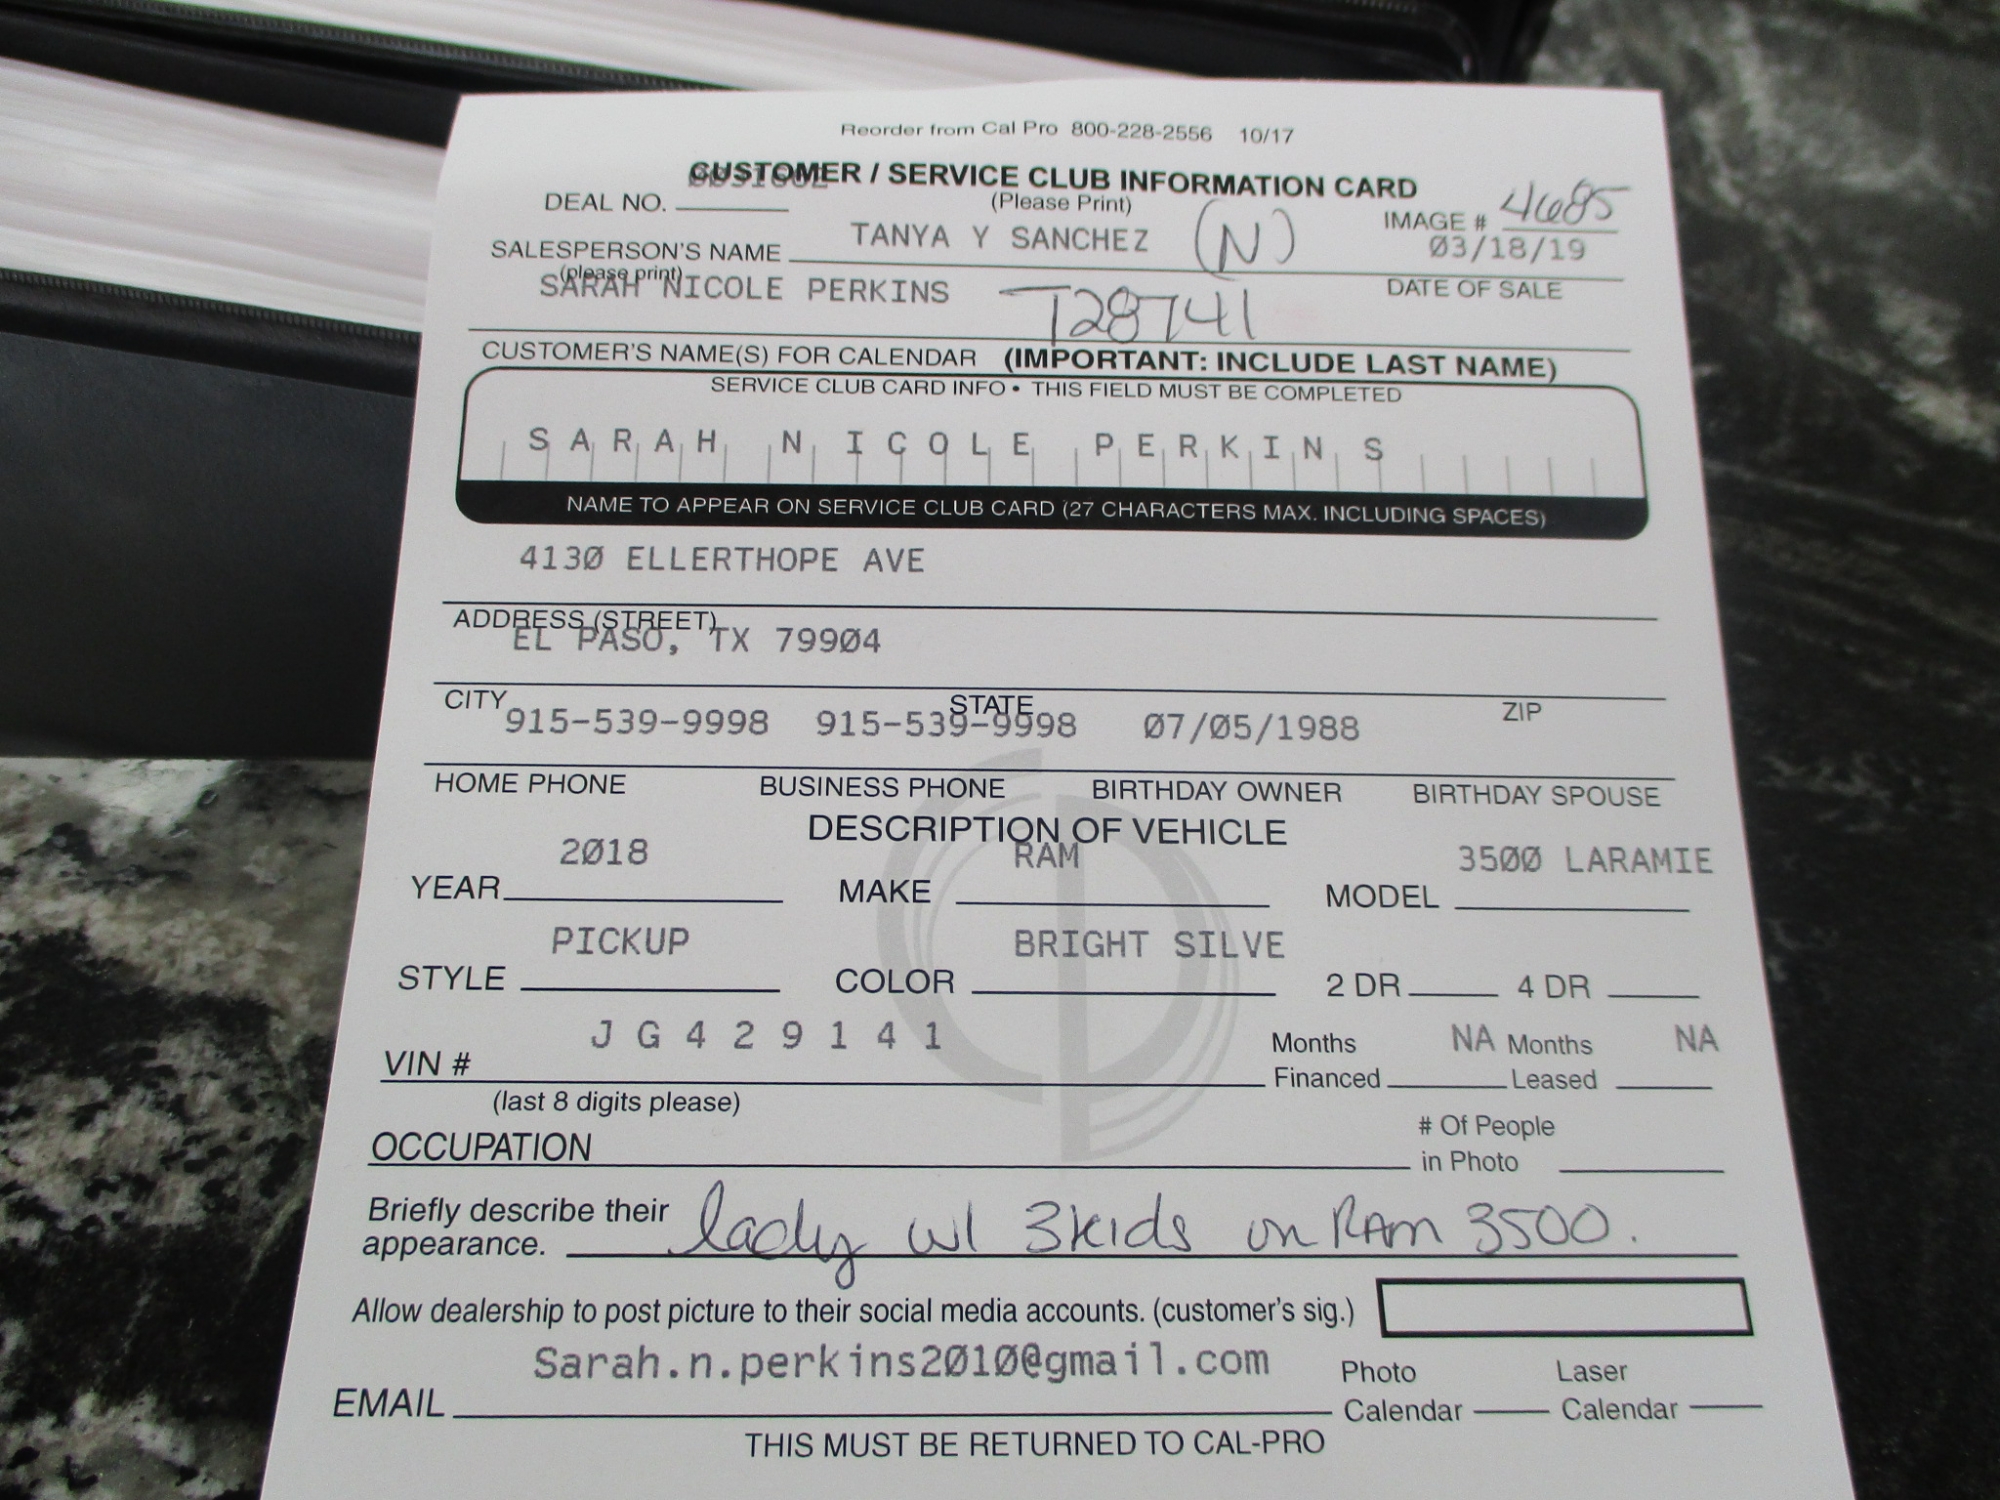 Reorder from Cal Pro 800-228-2556 10/17
CUSTOMER / SERVICE CLUB INFORMATION CARD
DEAL NO. (Please Print) IMAGE # 4685
SALESPERSON'S NAME TANYA Y SANCHEZ (N) 03/18/19
(please print)
SARAH NICOLE PERKINS T28741 DATE OF SALE
CUSTOMER'S NAME(S) FOR CALENDAR (IMPORTANT: INCLUDE LAST NAME)
SERVICE CLUB CARD INFO • THIS FIELD MUST BE COMPLETED
SARAH NICOLE PERKINS
NAME TO APPEAR ON SERVICE CLUB CARD (27 CHARACTERS MAX. INCLUDING SPACES)
4130 ELLERTHOPE AVE
ADDRESS (STREET)
EL PASO, TX 79904
CITY STATE ZIP
915-539-9998 915-539-9998 07/05/1988
HOME PHONE BUSINESS PHONE BIRTHDAY OWNER BIRTHDAY SPOUSE
DESCRIPTION OF VEHICLE
YEAR 2018 MAKE RAM MODEL 3500 LARAMIE
STYLE PICKUP COLOR BRIGHT SILVE 2 DR 4 DR
VIN # JG429141 Months Financed NA Months Leased NA
(last 8 digits please)
OCCUPATION # Of People in Photo
Briefly describe their
appearance. lady w/ 3 kids on RAM 3500.
Allow dealership to post picture to their social media accounts. (customer's sig.)
EMAIL Sarah.n.perkins2010@gmail.com Photo Calendar Laser Calendar
THIS MUST BE RETURNED TO CAL-PRO